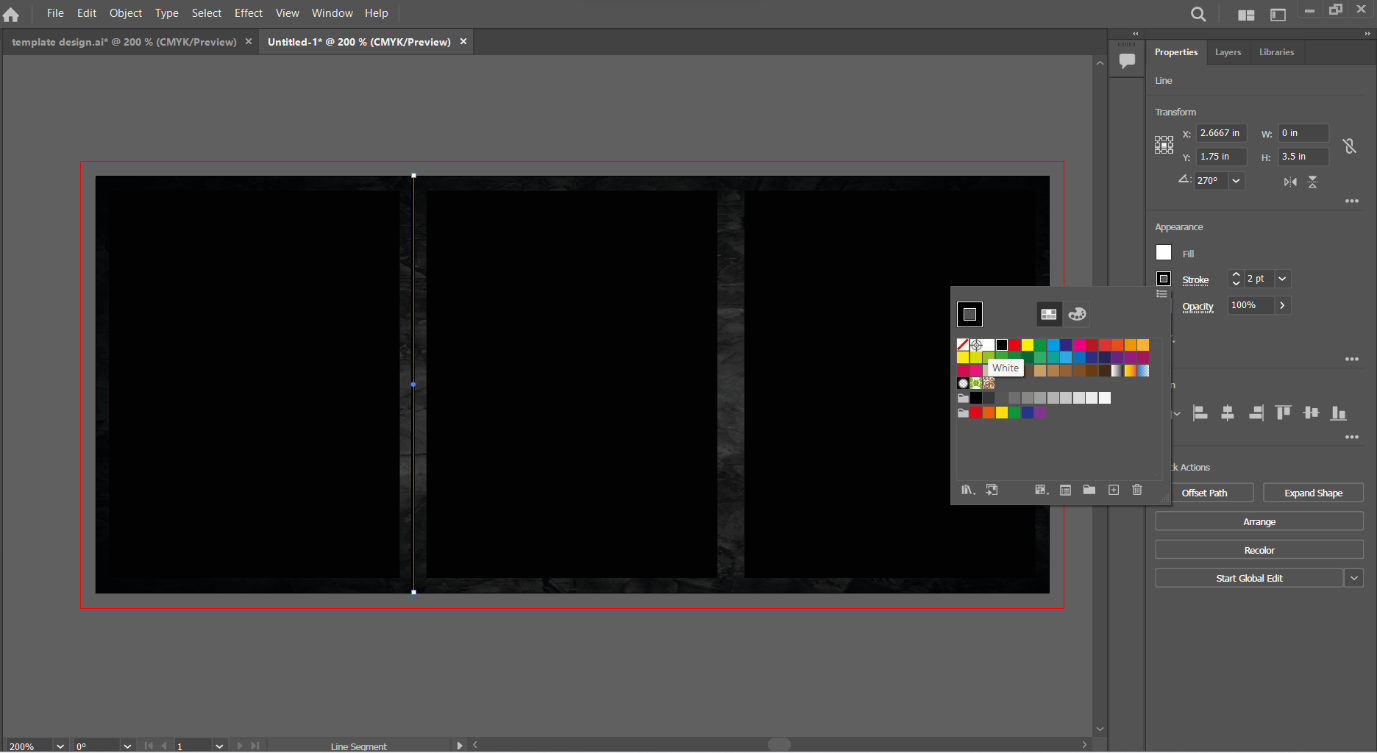 File Edit Object Type Select Effect View Window Help
template design.ai* @ 200 % (CMYK/Preview) Untitled-1* @ 200 % (CMYK/Preview)
Properties Layers Libraries
Line
Transform
X: 2.6667 in W: 0 in
Y: 1.75 in H: 3.5 in
270°
Appearance
Fill
Stroke 2 pt
Opacity 100%
White
Actions
Offset Path Expand Shape
Arrange
Recolor
Start Global Edit
200% 0° 1 Line Segment